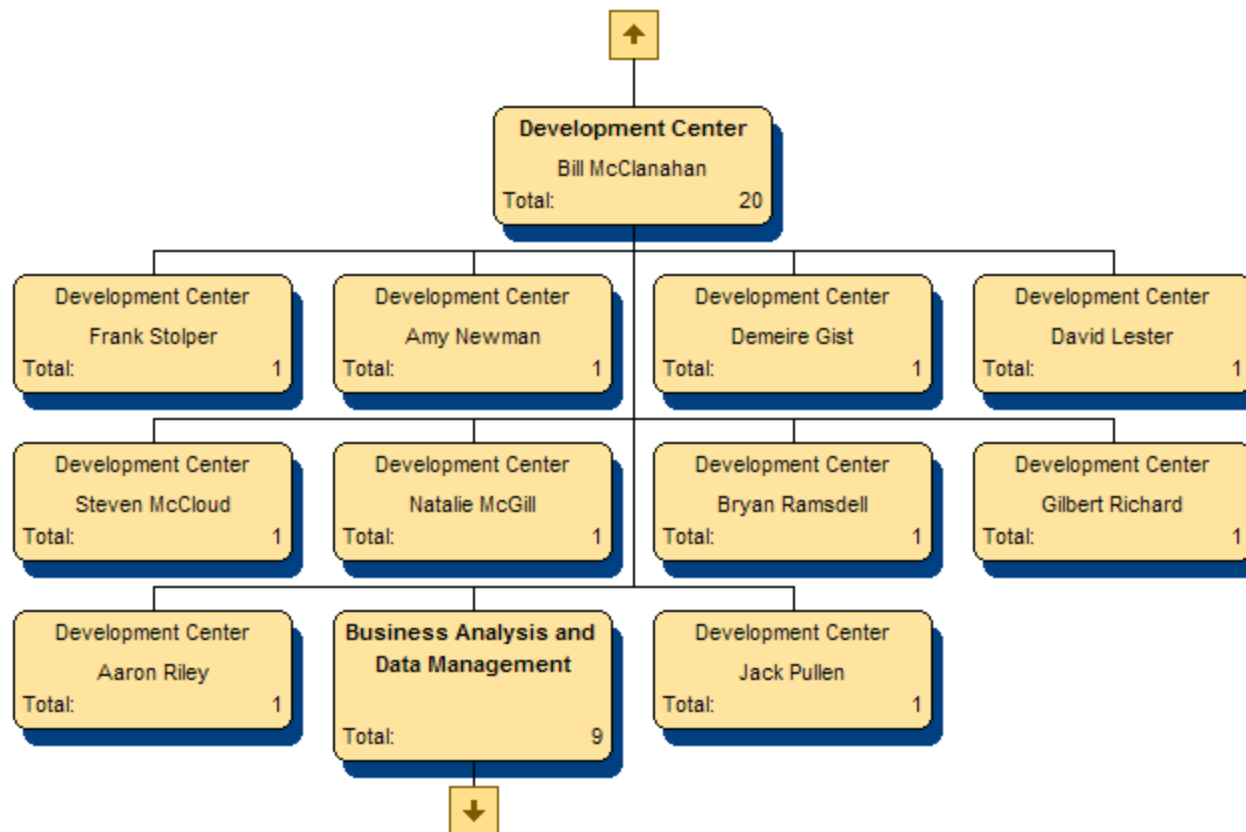 Development Center
Bill McClanahan
Total: 20
Development Center
Frank Stolper
Total: 1
Development Center
Amy Newman
Total: 1
Development Center
Demeire Gist
Total: 1
Development Center
David Lester
Total: 1
Development Center
Steven McCloud
Total: 1
Development Center
Natalie McGill
Total: 1
Development Center
Bryan Ramsdell
Total: 1
Development Center
Gilbert Richard
Total: 1
Development Center
Aaron Riley
Total: 1
Business Analysis and
Data Management
Total: 9
Development Center
Jack Pullen
Total: 1